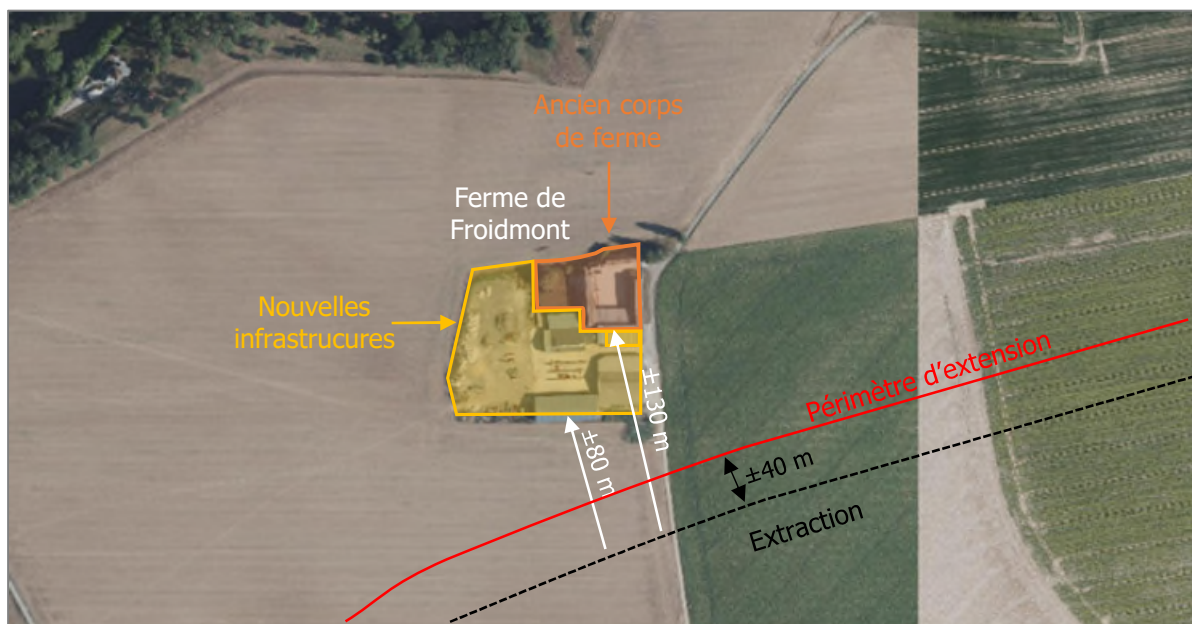 Ancien corps
de ferme
Ferme de
Froidmont
Nouvelles
infrastrucures
Périmètre d’extension
±130 m
±80 m
±40 m
Extraction